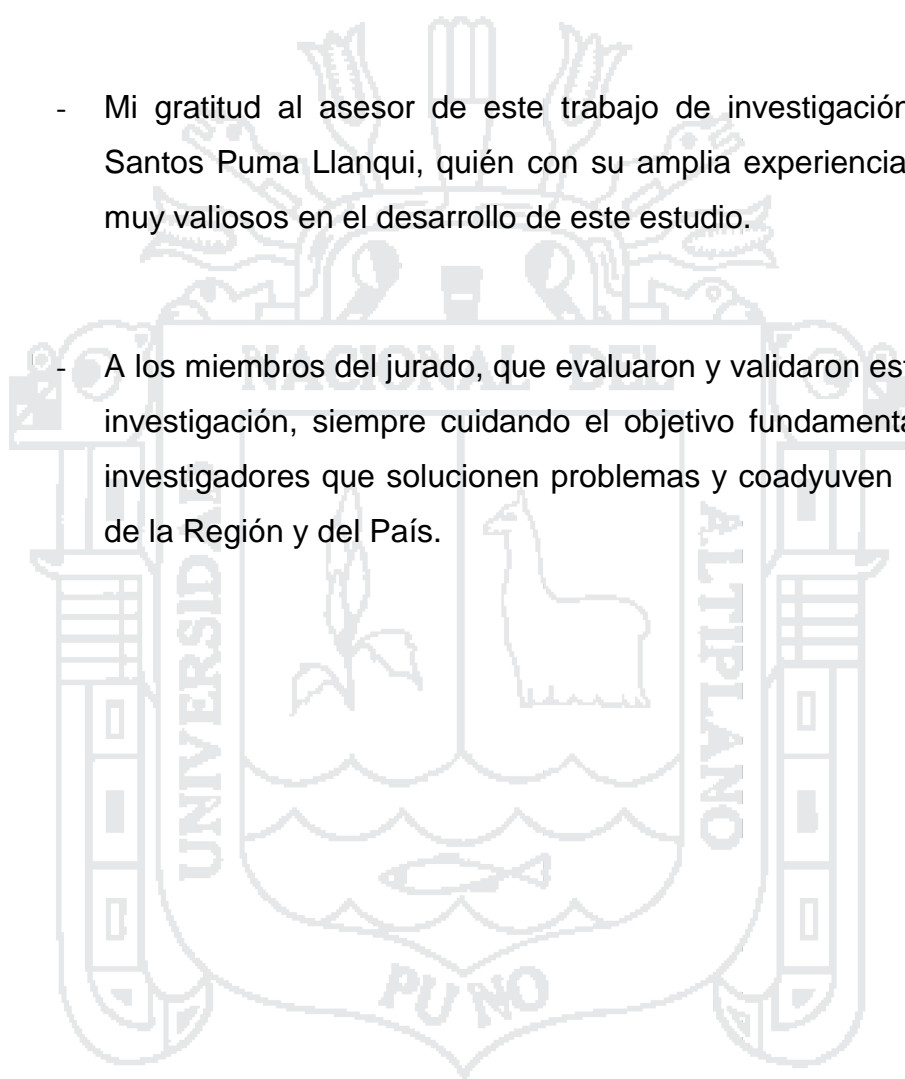 - Mi gratitud al asesor de este trabajo de investigación
Santos Puma Llanqui, quién con su amplia experiencia
muy valiosos en el desarrollo de este estudio.
- A los miembros del jurado, que evaluaron y validaron
investigación, siempre cuidando el objetivo
investigadores que solucionen problemas y coadyuven
de la Región y del País.
NACIONAL DEL
UNIVERSIDAD
ALTIPLANO
PUNO